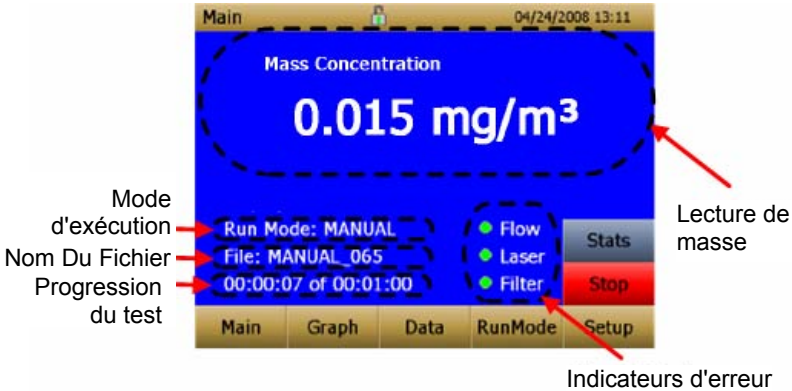 Main 04/24/2008 13:11
Mass Concentration
0.015 mg/m³
Lecture de
masse
Mode
d'exécution
Nom Du Fichier
Progression
du test
Run Mode: MANUAL
File: MANUAL_065
00:00:07 of 00:01:00
Flow
Laser
Filter
Stats
Stop
Main Graph Data RunMode Setup
Indicateurs d'erreur